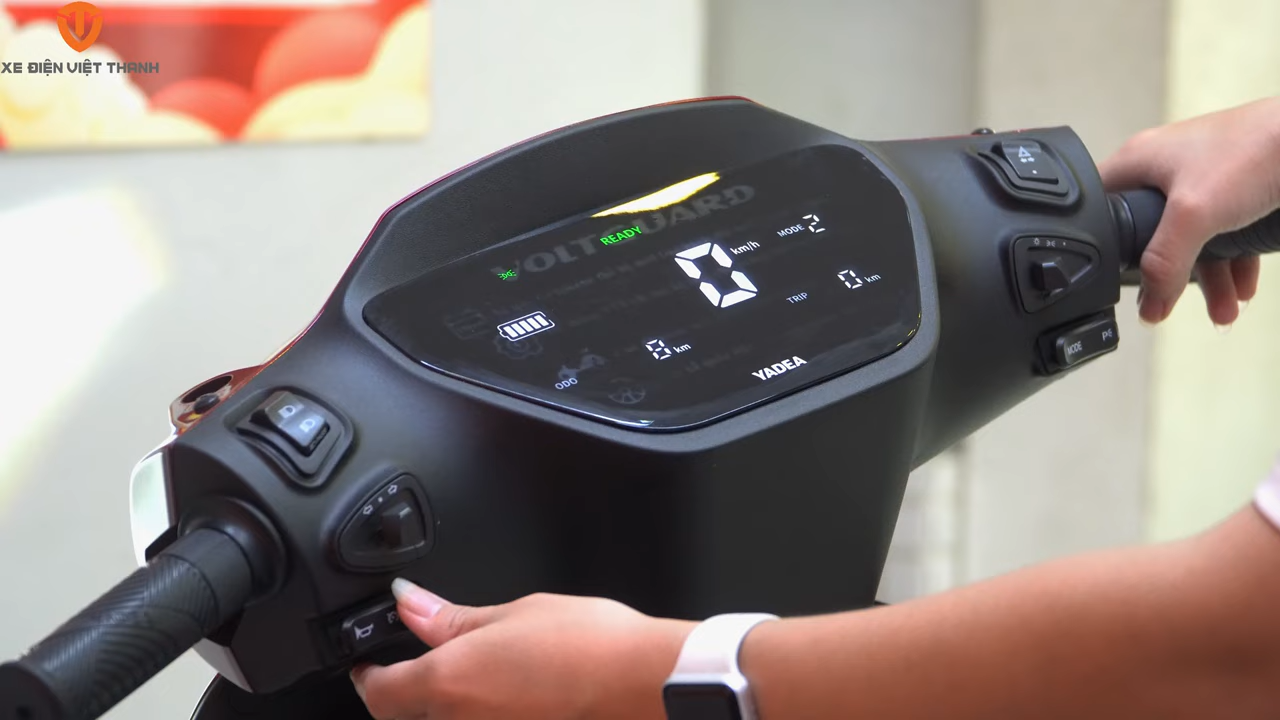 XE ĐIỆN VIỆT THANH
VOLTGUARD
READY
MODE 2
0 km/h
TRIP 0 km
0 km
ODO
YADEA
MODE
P